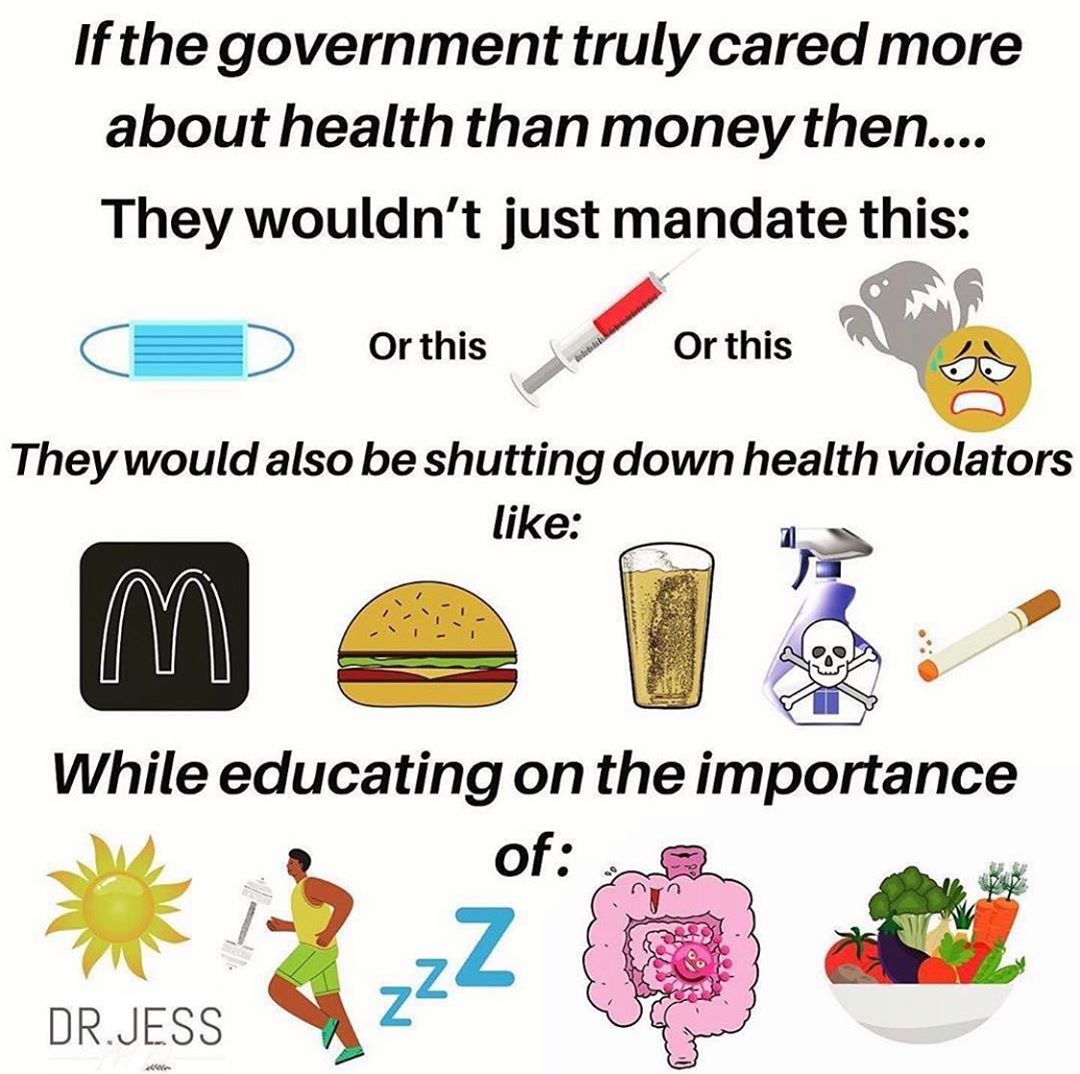 If the government truly cared more
about health than money then....
They wouldn't just mandate this:
Or this
Or this
They would also be shutting down health violators
like:
While educating on the importance
of:
zzZ
DR.JESS